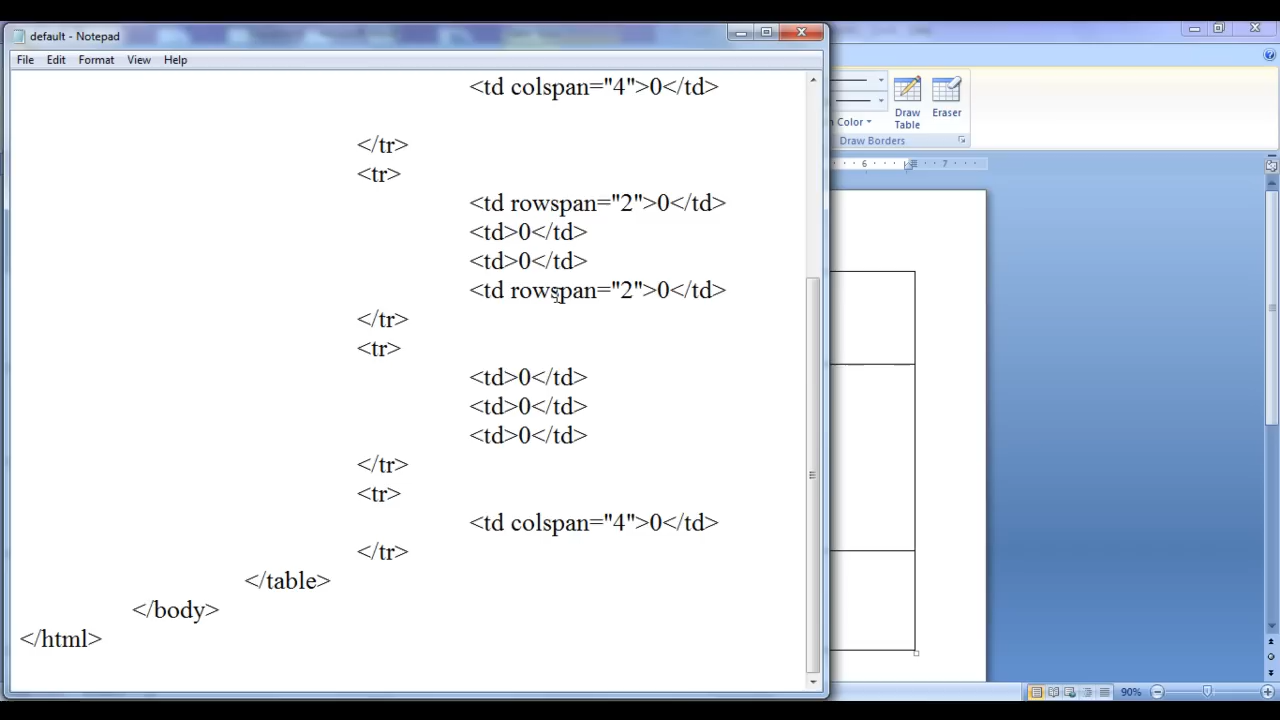 default - Notepad
File Edit Format View Help
<td colspan="4">0</td>
</tr>
<tr>
<td rowspan="2">0</td>
<td>0</td>
<td>0</td>
<td rowspan="2">0</td>
</tr>
<tr>
<td>0</td>
<td>0</td>
<td>0</td>
</tr>
<tr>
<td colspan="4">0</td>
</tr>
</table>
</body>
</html>
Color
Draw Table
Eraser
Draw Borders
6 7
90%